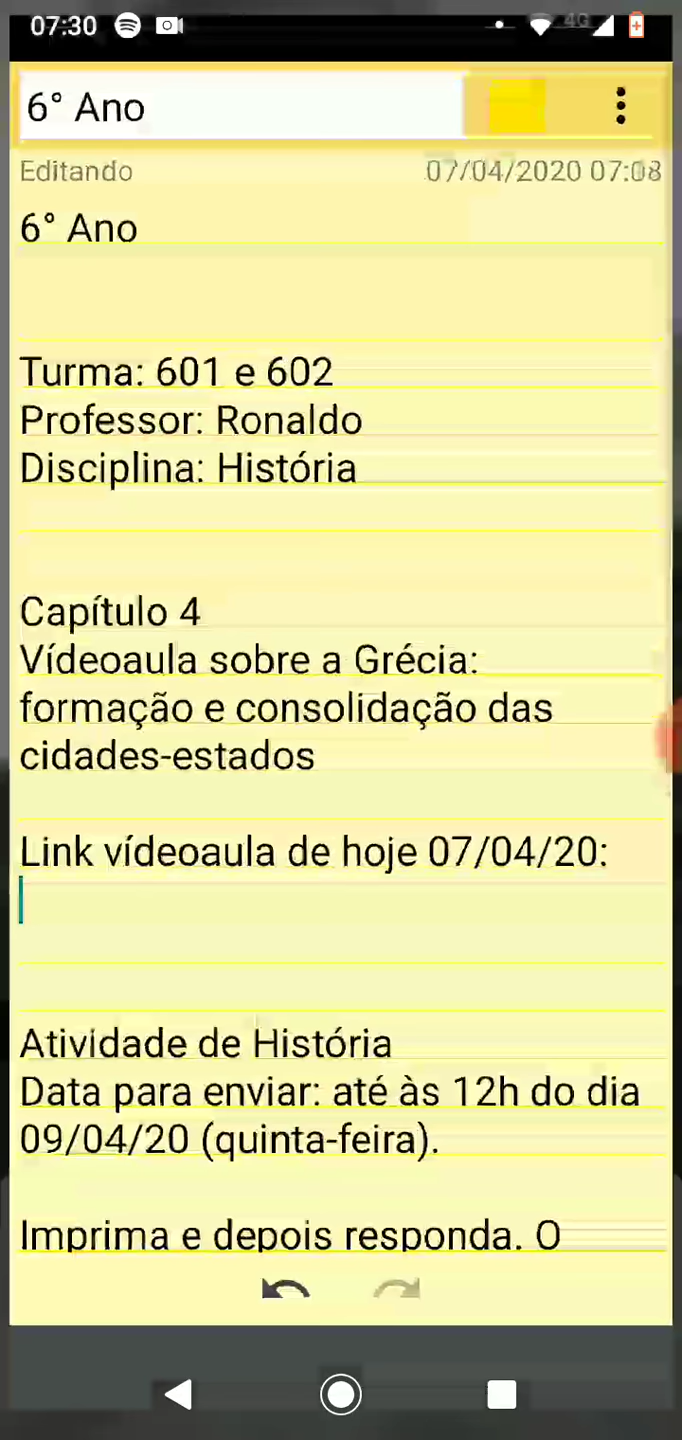 07:30
4G
6° Ano
Editando
07/04/2020 07:08
6° Ano
Turma: 601 e 602
Professor: Ronaldo
Disciplina: História
Capítulo 4
Vídeoaula sobre a Grécia:
formação e consolidação das
cidades-estados
Link vídeoaula de hoje 07/04/20:
Atividade de História
Data para enviar: até às 12h do dia
09/04/20 (quinta-feira).
Imprima e depois responda. O